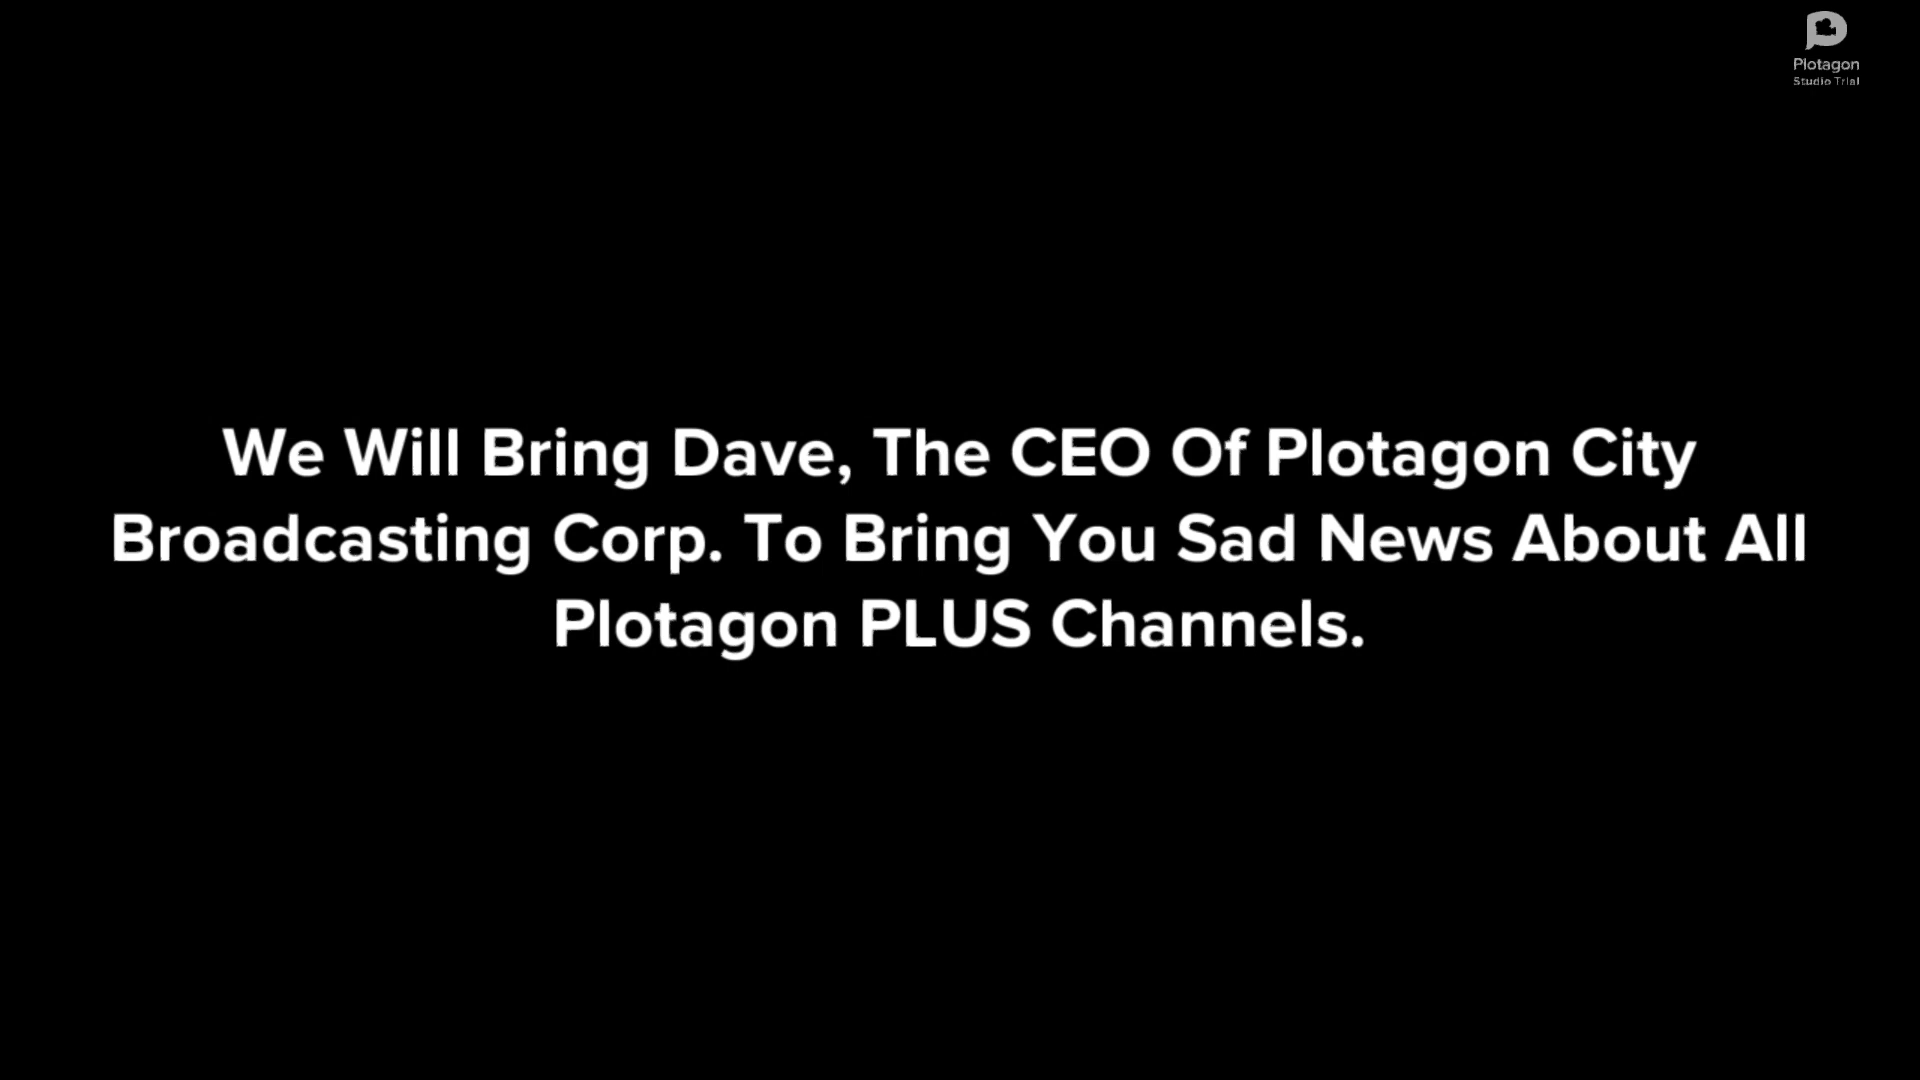 Plotagon
Studio Trial
We Will Bring Dave, The CEO Of Plotagon City
Broadcasting Corp. To Bring You Sad News About All
Plotagon PLUS Channels.